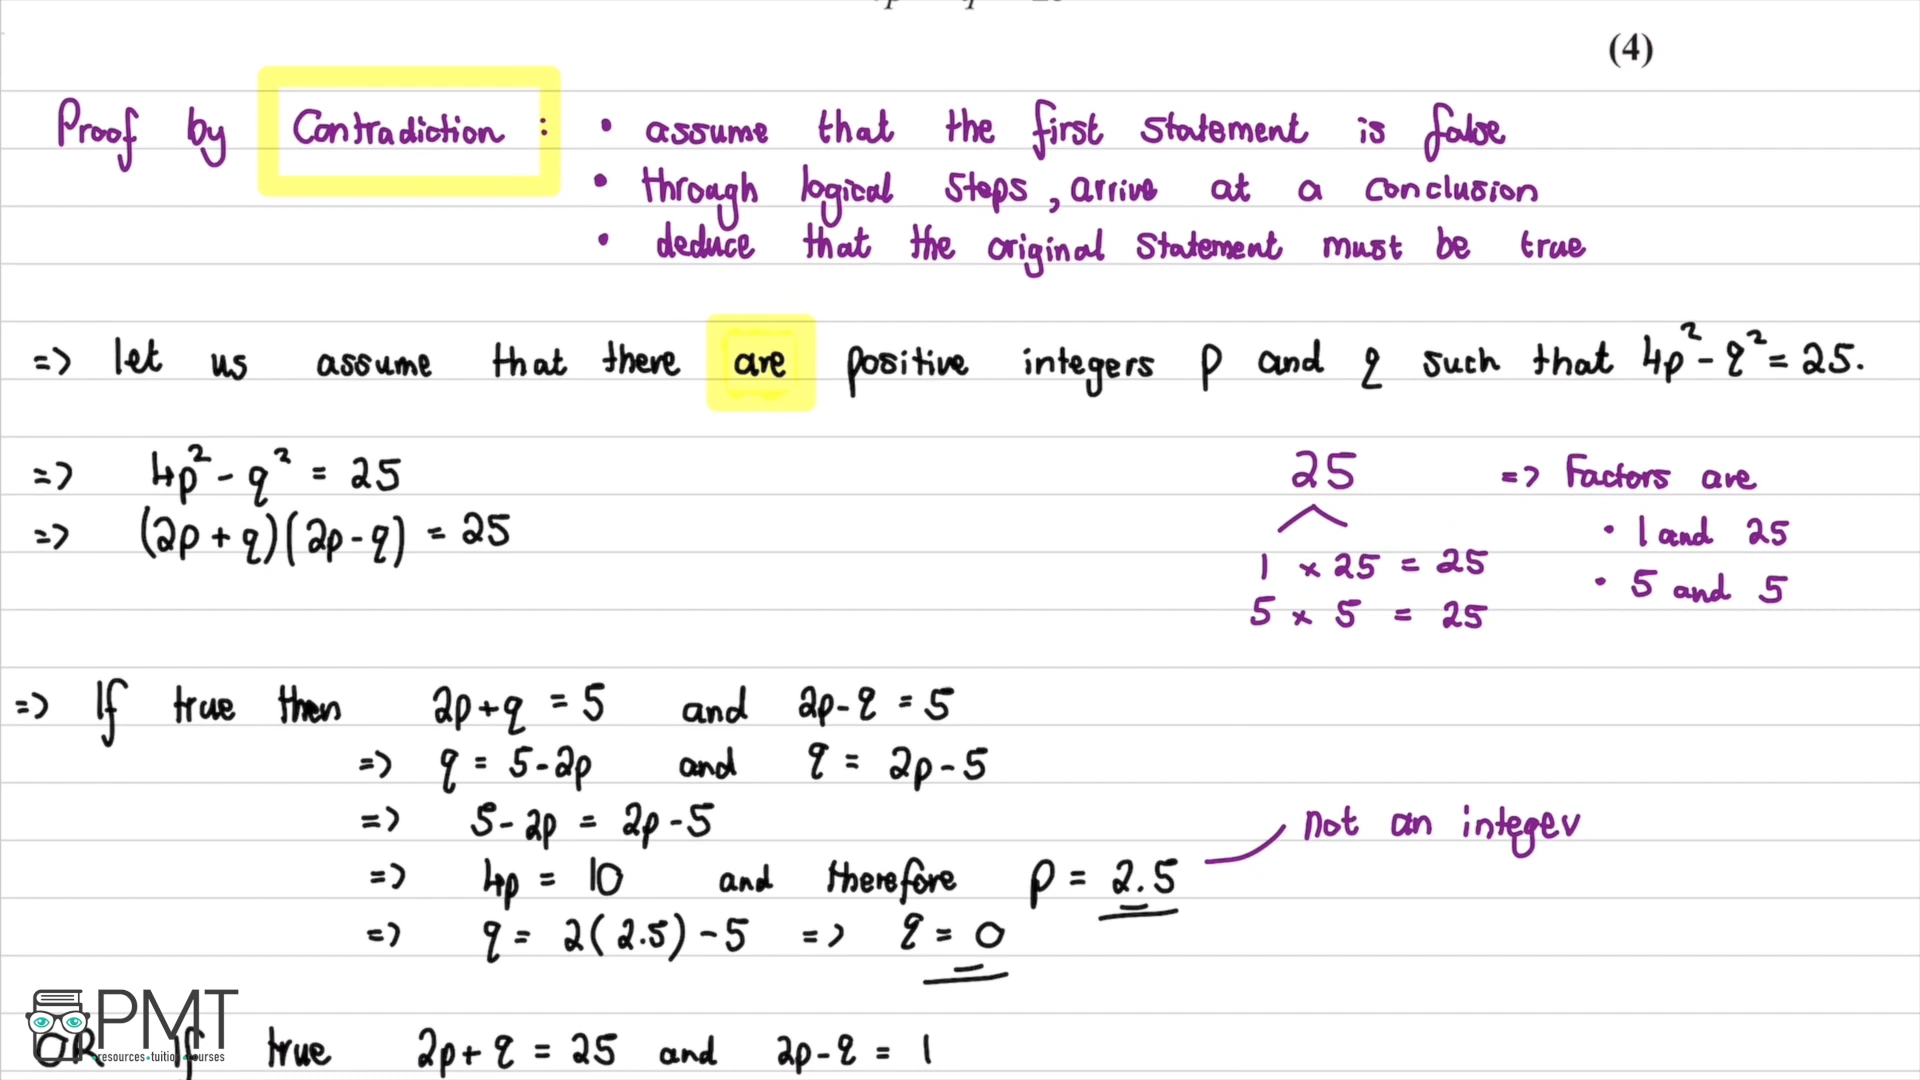 (4)
Proof by Contradiction : • assume that the first statement is false
• through logical steps, arrive at a conclusion
• deduce that the original statement must be true
=> let us assume that there are positive integers p and q such that 4p² - q² = 25.
=> 4p² - q² = 25
=> (2p + q)(2p - q) = 25
25 => Factors are
• 1 and 25
1 × 25 = 25
• 5 and 5
5 × 5 = 25
=> If true then 2p + q = 5 and 2p - q = 5
=> q = 5 - 2p and q = 2p - 5
=> 5 - 2p = 2p - 5
not an integer
=> 4p = 10 and therefore p = 2.5
=> q = 2(2.5) - 5 => q = 0
PMT
resources•tuition•courses
OR if true 2p + q = 25 and 2p - q = 1